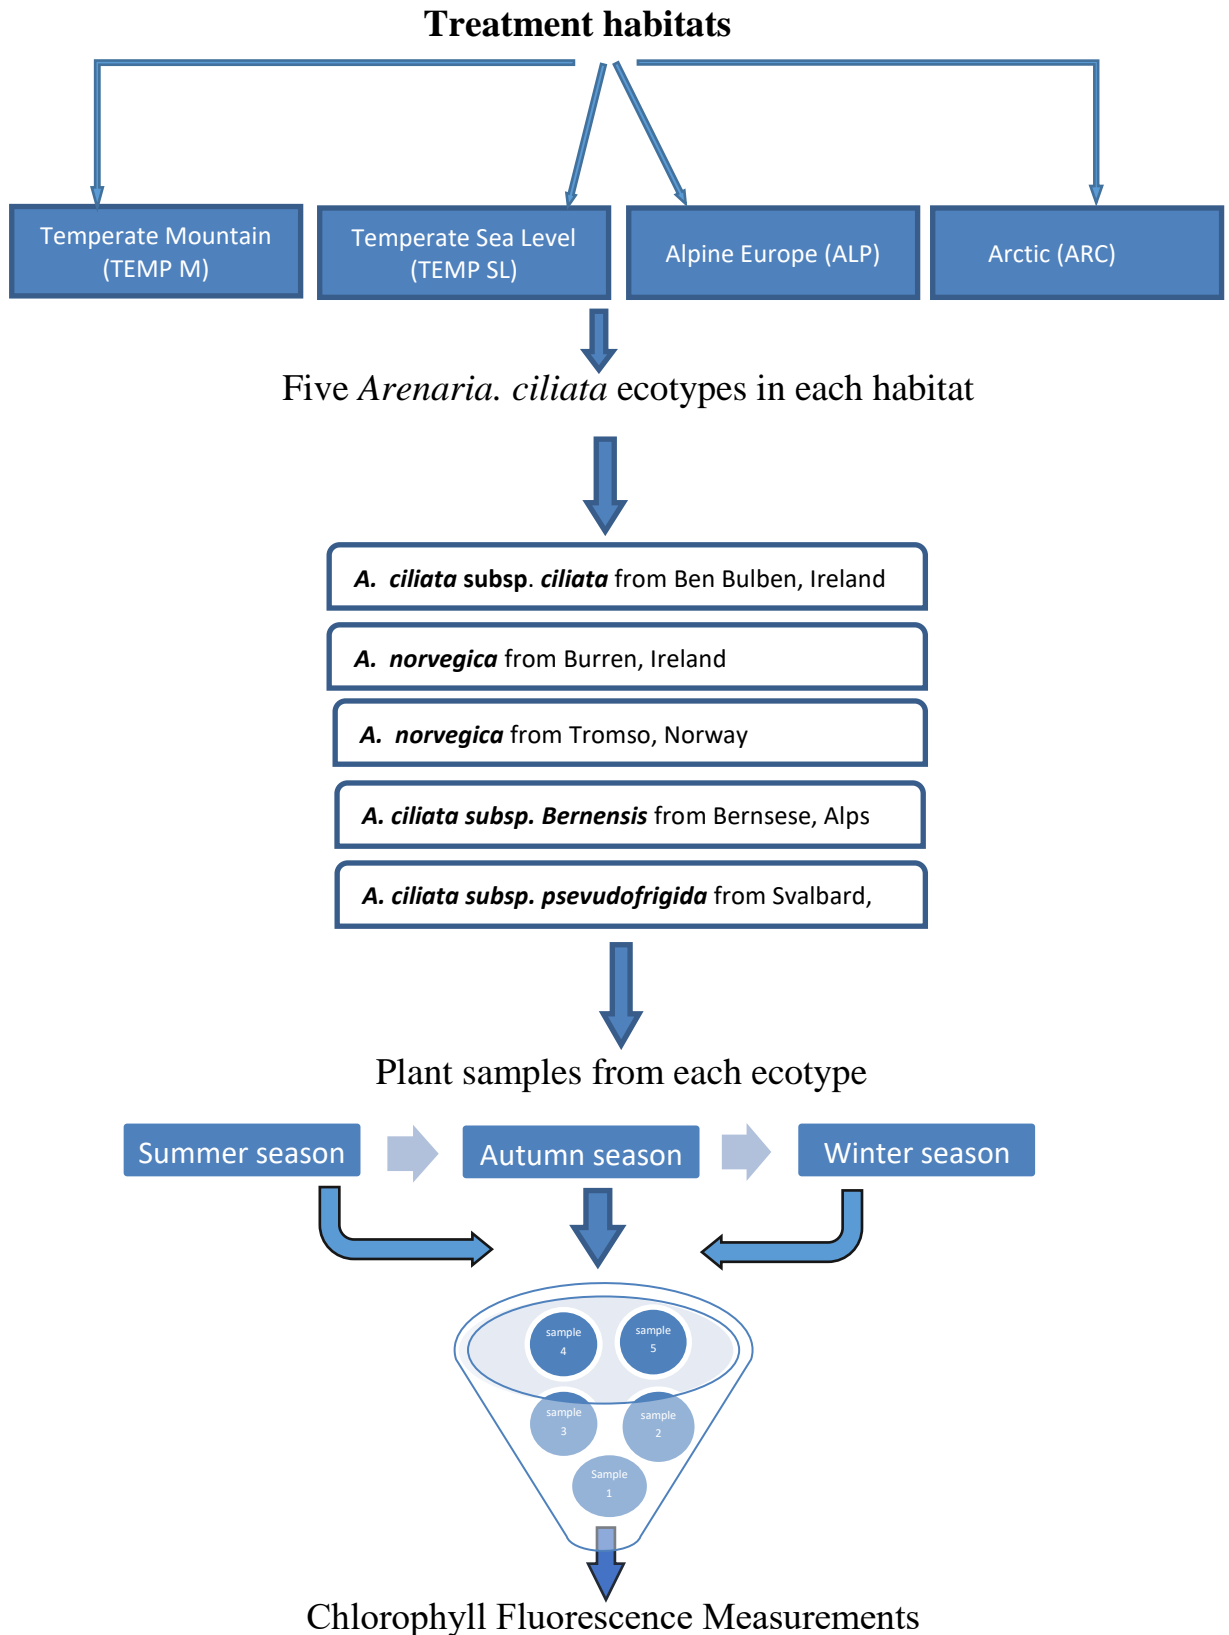 Treatment habitats
Temperate Mountain
(TEMP M)
Temperate Sea Level
(TEMP SL)
Alpine Europe (ALP)
Arctic (ARC)
Five Arenaria. ciliata ecotypes in each habitat
A. ciliata subsp. ciliata from Ben Bulben, Ireland
A. norvegica from Burren, Ireland
A. norvegica from Tromso, Norway
A. ciliata subsp. Bernensis from Bernsese, Alps
A. ciliata subsp. psevudofrigida from Svalbard,
Plant samples from each ecotype
Summer season
Autumn season
Winter season
sample
4
sample
5
sample
3
sample
2
Sample
1
Chlorophyll Fluorescence Measurements